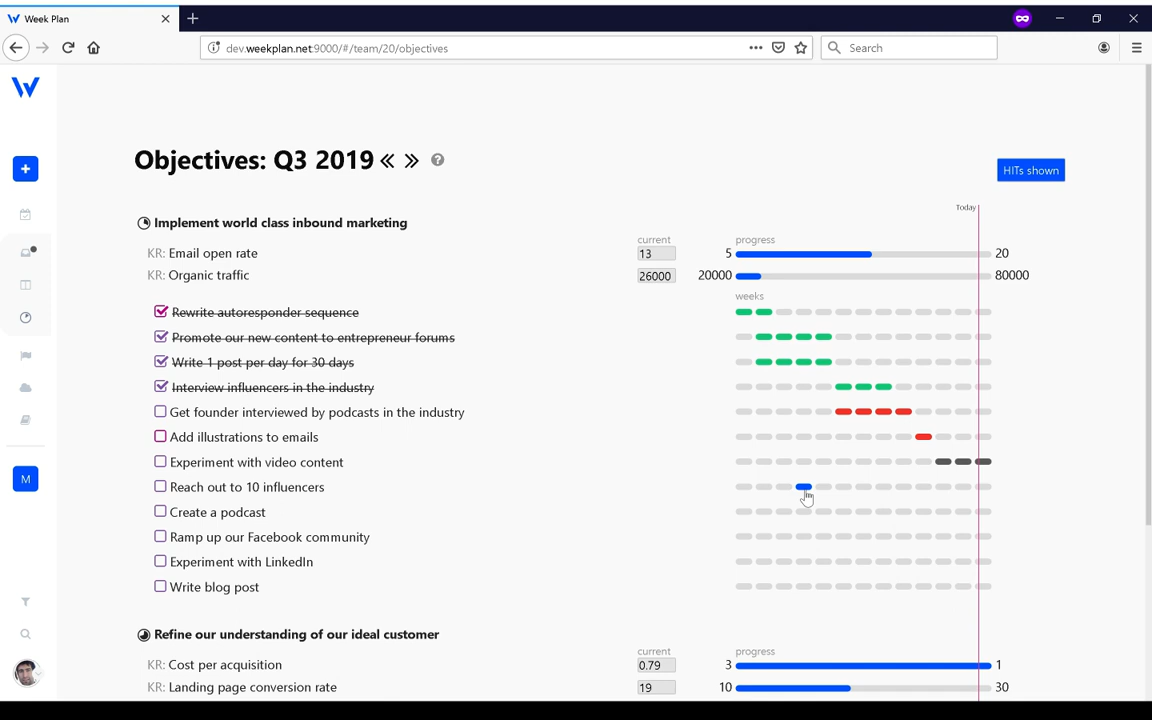 Week Plan
dev.weekplan.net:9000/#/team/20/objectives
Search
Objectives: Q3 2019
HITs shown
Today
Implement world class inbound marketing
current progress
KR: Email open rate 13 5 20
KR: Organic traffic 26000 20000 80000
weeks
Rewrite autoresponder sequence
Promote our new content to entrepreneur forums
Write 1 post per day for 30 days
Interview influencers in the industry
Get founder interviewed by podcasts in the industry
Add illustrations to emails
Experiment with video content
M
Reach out to 10 influencers
Create a podcast
Ramp up our Facebook community
Experiment with LinkedIn
Write blog post
Refine our understanding of our ideal customer
current progress
KR: Cost per acquisition 0.79 3 1
KR: Landing page conversion rate 19 10 30